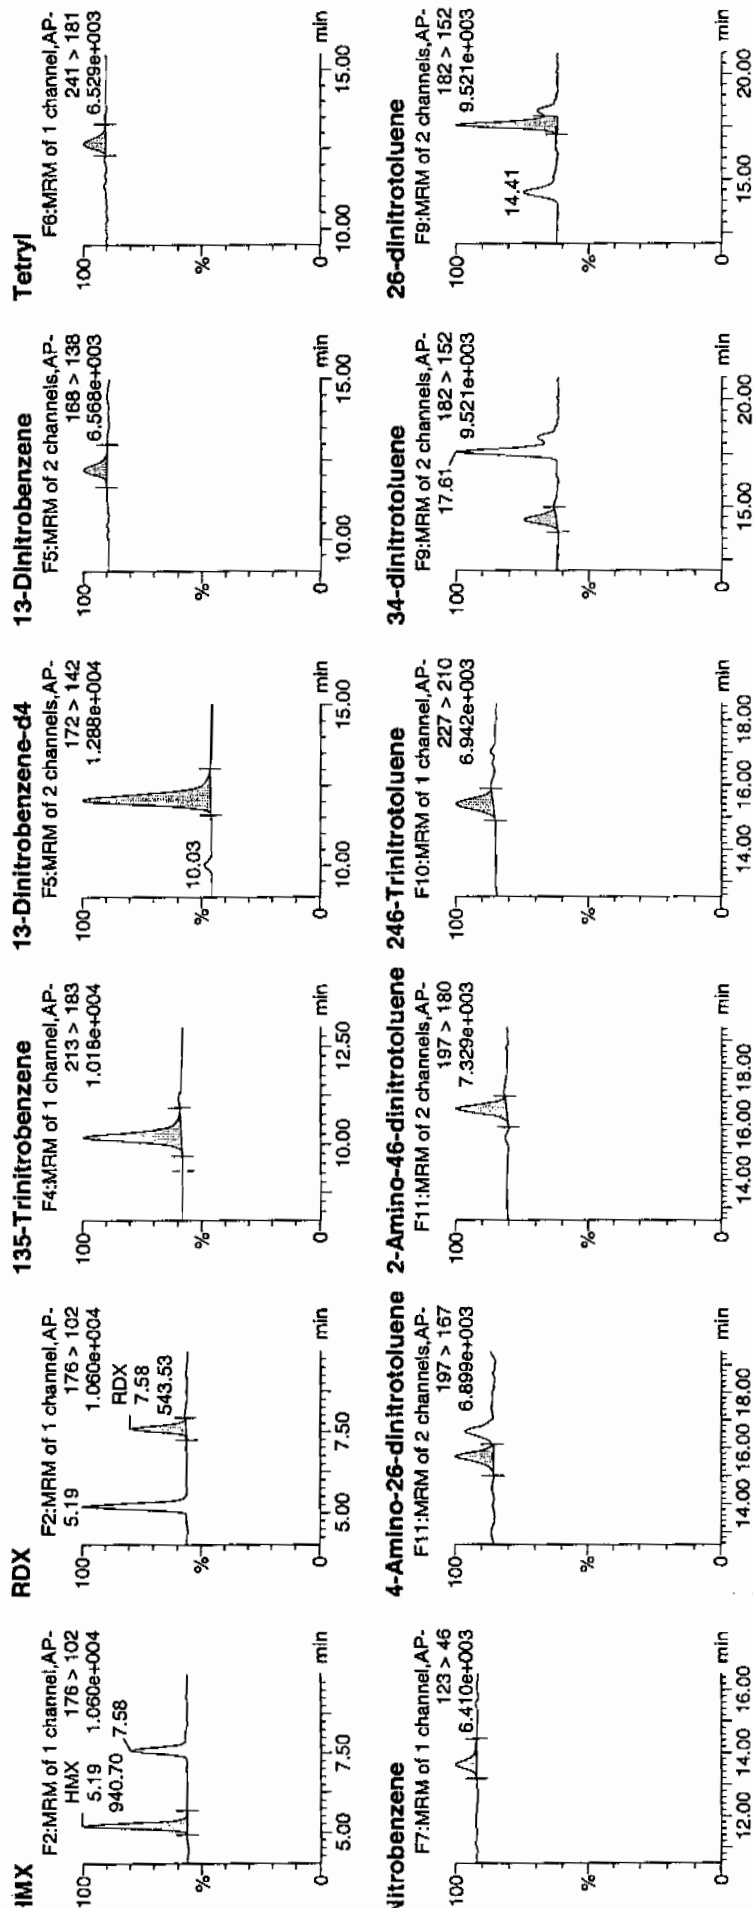 HMX
F2:MRM of 1 channel,AP-
176 > 102
1.060e+004
HMX
5.19
940.70
7.58
100
%
0
5.00 7.50
min
RDX
F2:MRM of 1 channel,AP-
176 > 102
1.060e+004
5.19
RDX
7.58
543.53
100
%
0
5.00 7.50
min
135-Trinitrobenzene
F4:MRM of 1 channel,AP-
213 > 183
1.018e+004
100
%
0
10.00 12.50
min
13-Dinitrobenzene-d4
F5:MRM of 2 channels,AP-
172 > 142
1.288e+004
10.03
100
%
0
10.00 15.00
min
13-Dinitrobenzene
F5:MRM of 2 channels,AP-
168 > 138
6.568e+003
100
%
0
10.00 15.00
min
Tetryl
F6:MRM of 1 channel,AP-
241 > 181
6.529e+003
100
%
0
10.00 15.00
min
Nitrobenzene
F7:MRM of 1 channel,AP-
123 > 46
6.410e+003
100
%
0
12.00 14.00 16.00
min
4-Amino-26-dinitrotoluene
F11:MRM of 2 channels,AP-
197 > 167
6.899e+003
100
%
0
14.00 16.00 18.00
min
2-Amino-46-dinitrotoluene
F11:MRM of 2 channels,AP-
197 > 180
7.329e+003
100
%
0
14.00 16.00 18.00
min
246-Trinitrotoluene
F10:MRM of 1 channel,AP-
227 > 210
6.942e+003
100
%
0
14.00 16.00 18.00
min
34-dinitrotoluene
F9:MRM of 2 channels,AP-
182 > 152
9.521e+003
17.61
100
%
0
15.00 20.00
min
26-dinitrotoluene
F9:MRM of 2 channels,AP-
182 > 152
9.521e+003
14.41
100
%
0
15.00 20.00
min